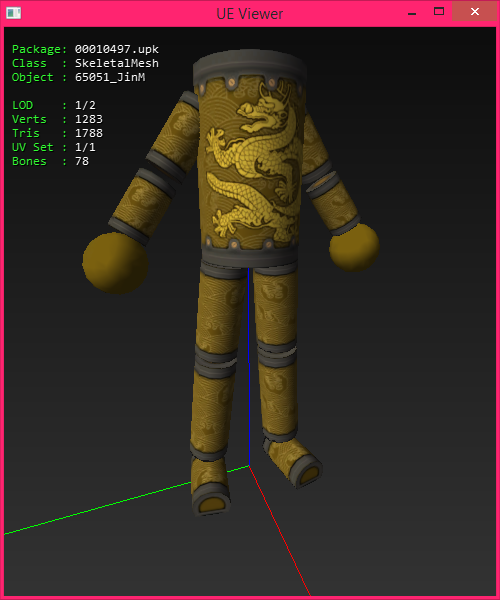 UE Viewer
Package: 00010497.upk
Class  : SkeletalMesh
Object : 65051_JinM
LOD    : 1/2
Verts  : 1283
Tris   : 1788
UV Set : 1/1
Bones  : 78